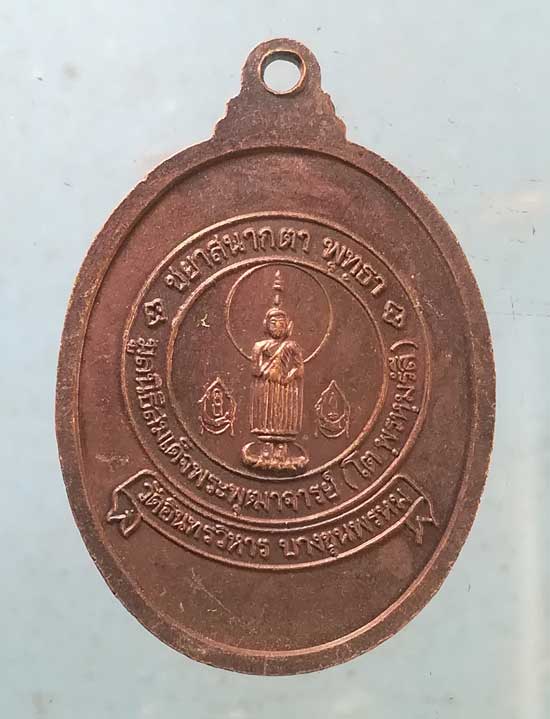 ชยาสนากตา พุทธา
มูลนิธิสมเด็จพระพุฒาจารย์ (โต พรหมรังสี)
วัดอินทรวิหาร บางขุนพรหม